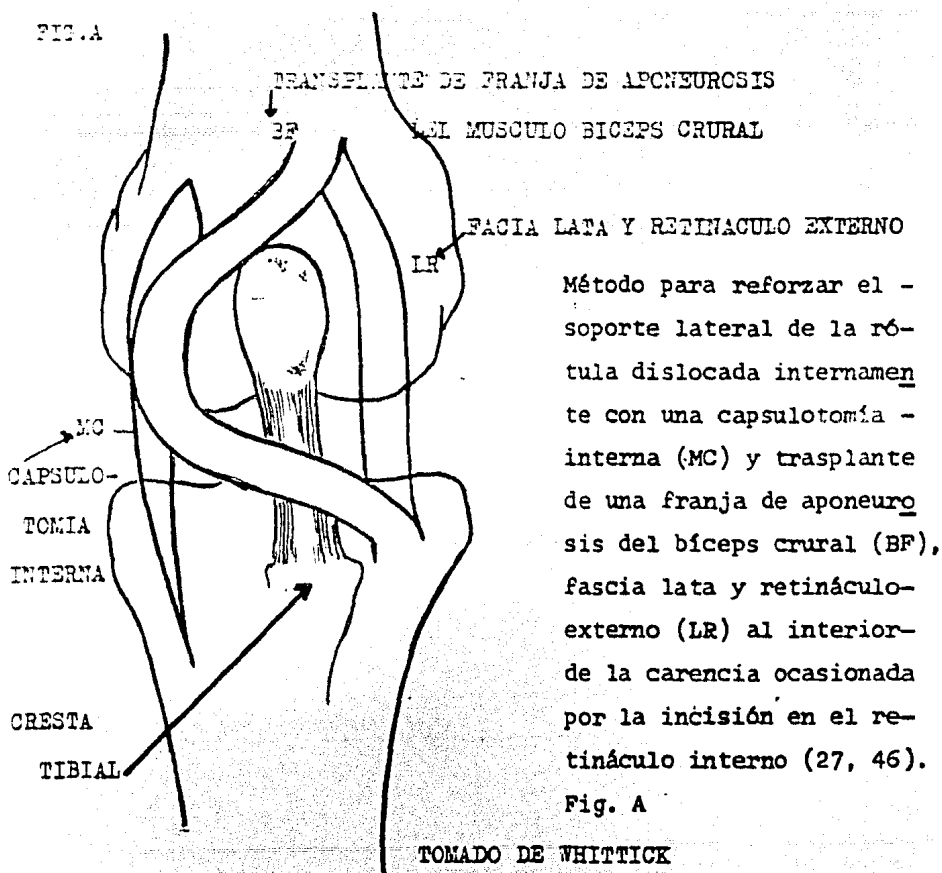 FIG.A
TRANSPLANTE DE FRANJA DE APONEUROSIS
BF DEL MUSCULO BICEPS CRURAL
FACIA LATA Y RETINACULO EXTERNO
LR
Método para reforzar el -
soporte lateral de la ró-
tula dislocada internamen
te con una capsulotomía -
interna (MC) y trasplante
de una franja de aponeuro
sis del bíceps crural (BF),
fascia lata y retináculo-
externo (LR) al interior-
de la carencia ocasionada
por la incisión en el re-
tináculo interno (27, 46).
Fig. A
MC
CAPSULO-
TOMIA
INTERNA
CRESTA
TIBIAL
TOMADO DE WHITTICK